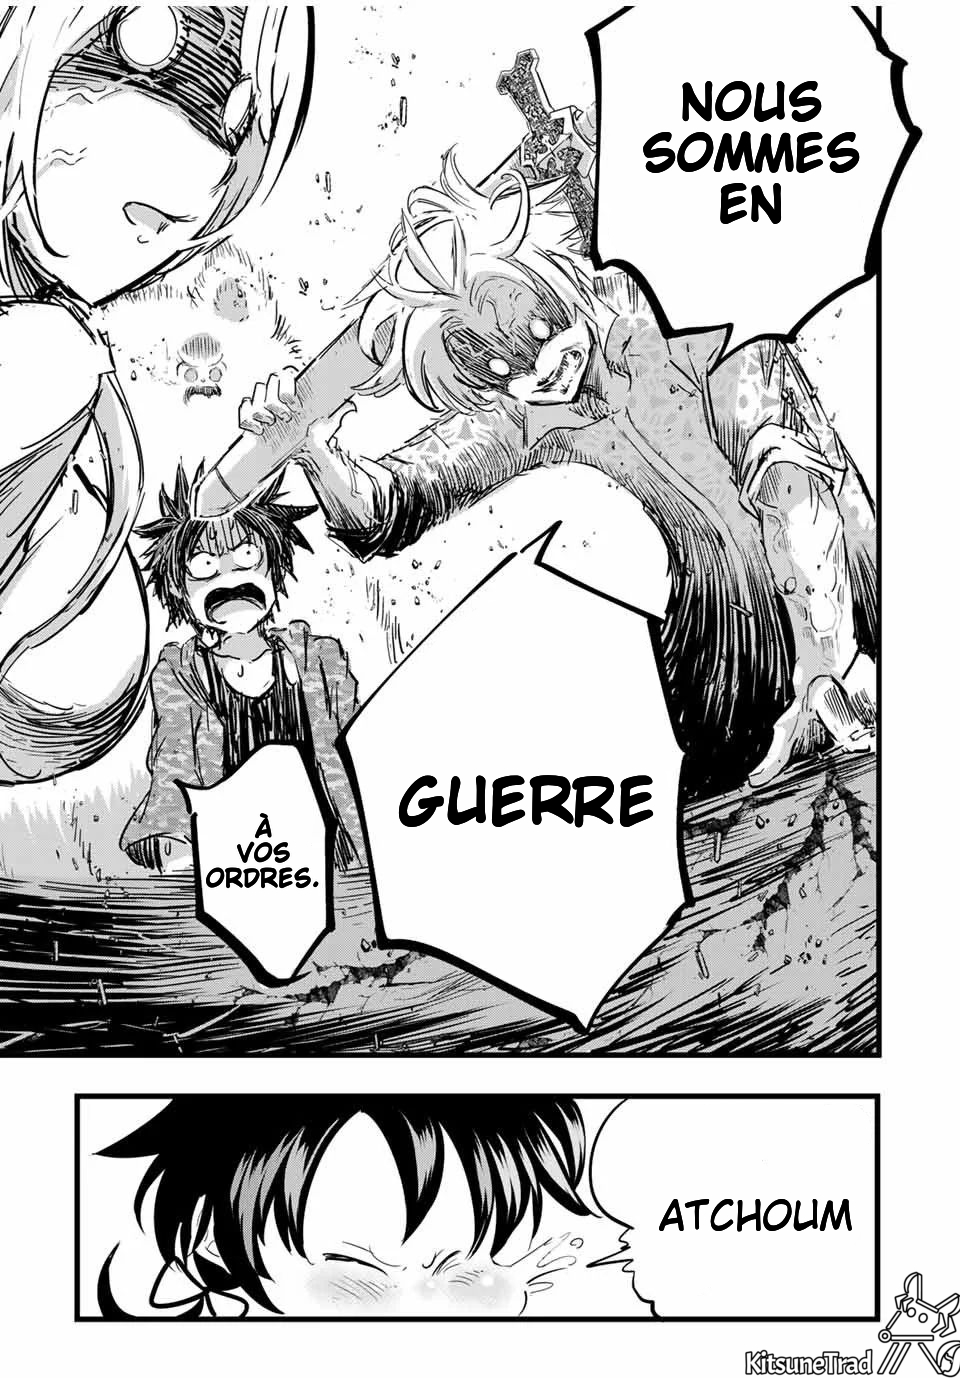 NOUS
SOMMES
EN
GUERRE
À
VOS
ORDRES.
ATCHOUM
KitsuneTrad